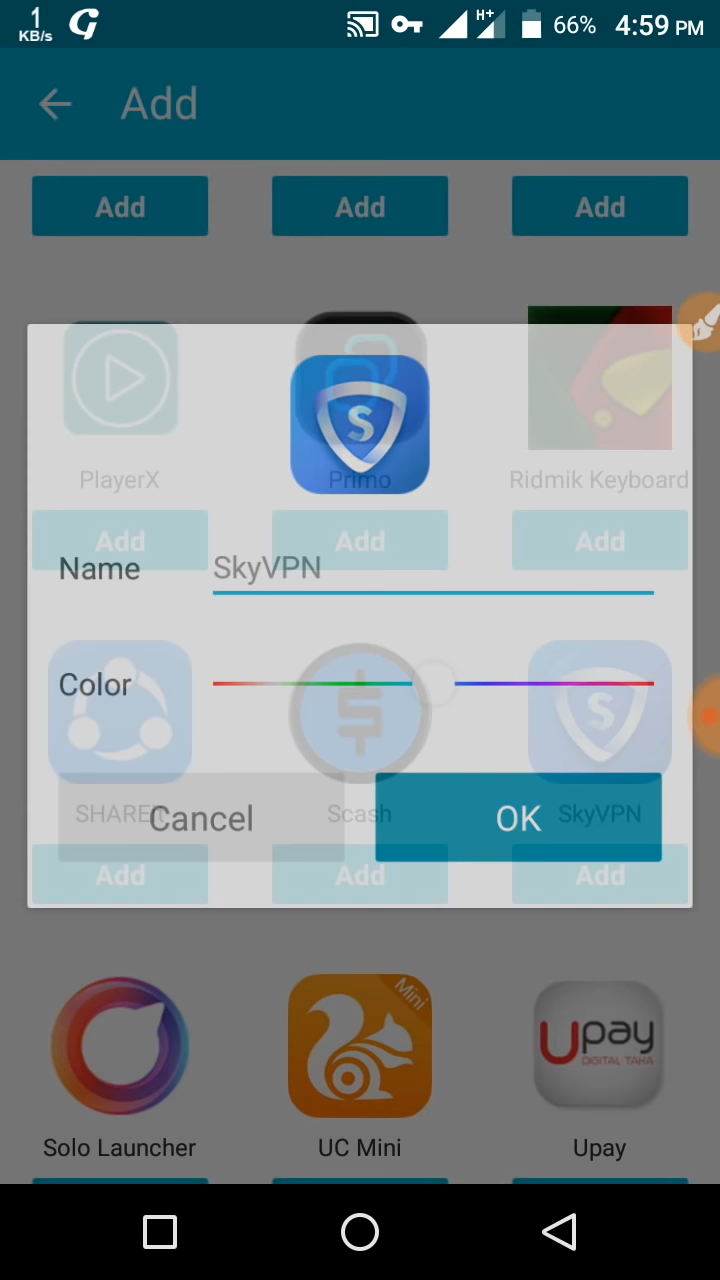 1
KB/s
H+
66%
4:59 PM
Add
Add
Add
Add
PlayerX
Primo
Ridmik Keyboard
Add
Add
Add
S
Name
SkyVPN
Color
S
SHAREit
Scash
SkyVPN
Cancel
OK
Add
Add
Add
Mini
Upay
DIGITAL TAKA
Solo Launcher
UC Mini
Upay